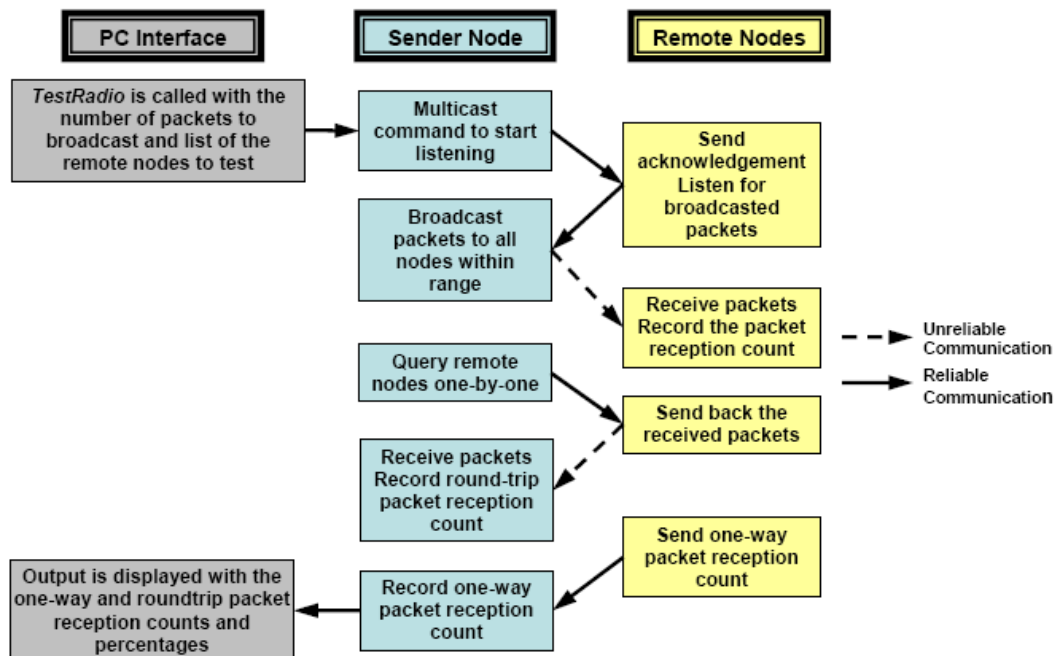 PC Interface
Sender Node
Remote Nodes
TestRadio is called with the
number of packets to
broadcast and list of the
remote nodes to test
Multicast
command to start
listening
Send
acknowledgement
Listen for
broadcasted
packets
Broadcast
packets to all
nodes within
range
Receive packets
Record the packet
reception count
Unreliable
Communication
Reliable
Communication
Query remote
nodes one-by-one
Send back the
received packets
Receive packets
Record round-trip
packet reception
count
Send one-way
packet reception
count
Record one-way
packet reception
count
Output is displayed with the
one-way and roundtrip packet
reception counts and
percentages